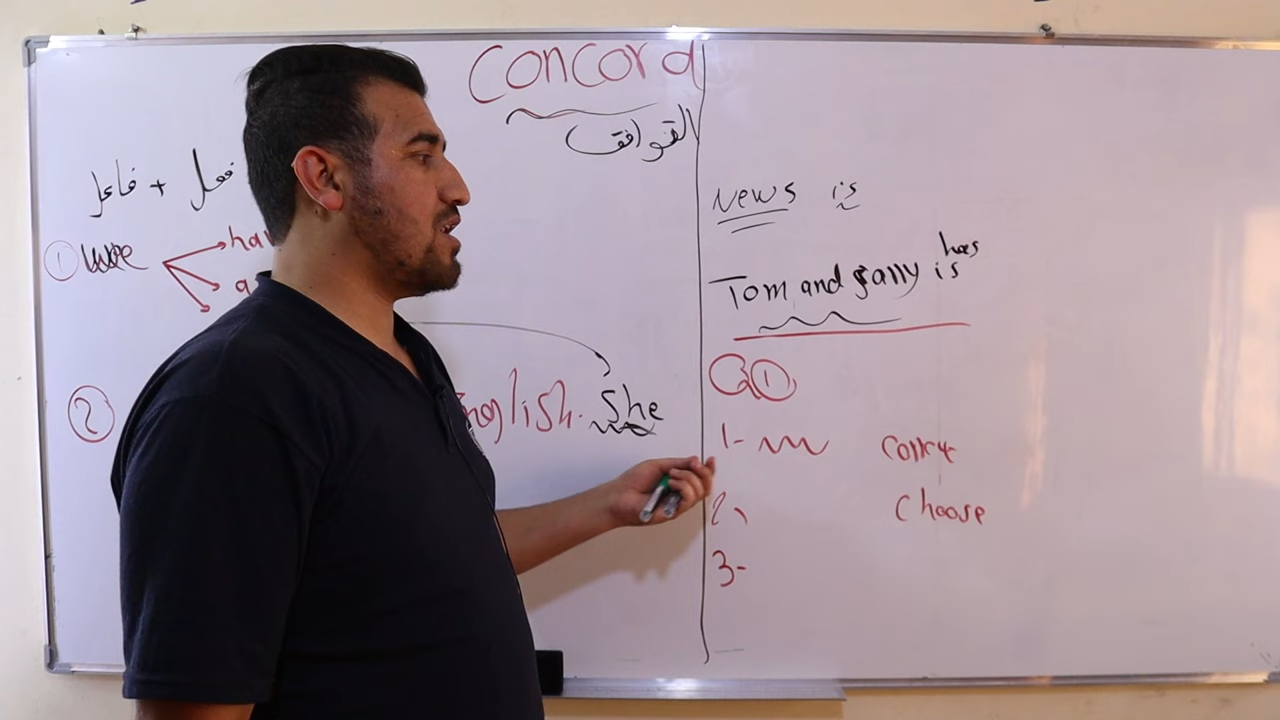 Concord
التوافق
فاعل + فعل
① we
②
English. She
News is
has
Tom and Sally is
Q①
1-
2-
3-
Correct
Choose